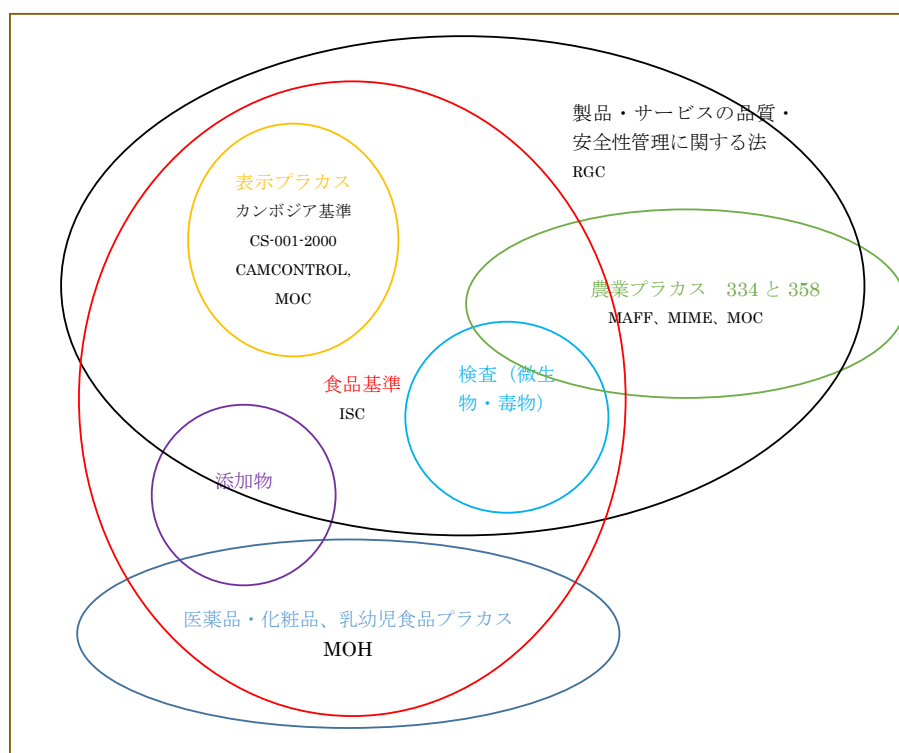 製品・サービスの品質・
安全性管理に関する法
RGC
表示プラカス
カンボジア基準
CS-001-2000
CAMCONTROL,
MOC
農業プラカス　334 と 358
MAFF、MIME、MOC
検査（微生
物・毒物）
食品基準
ISC
添加物
医薬品・化粧品、乳幼児食品プラカス
MOH